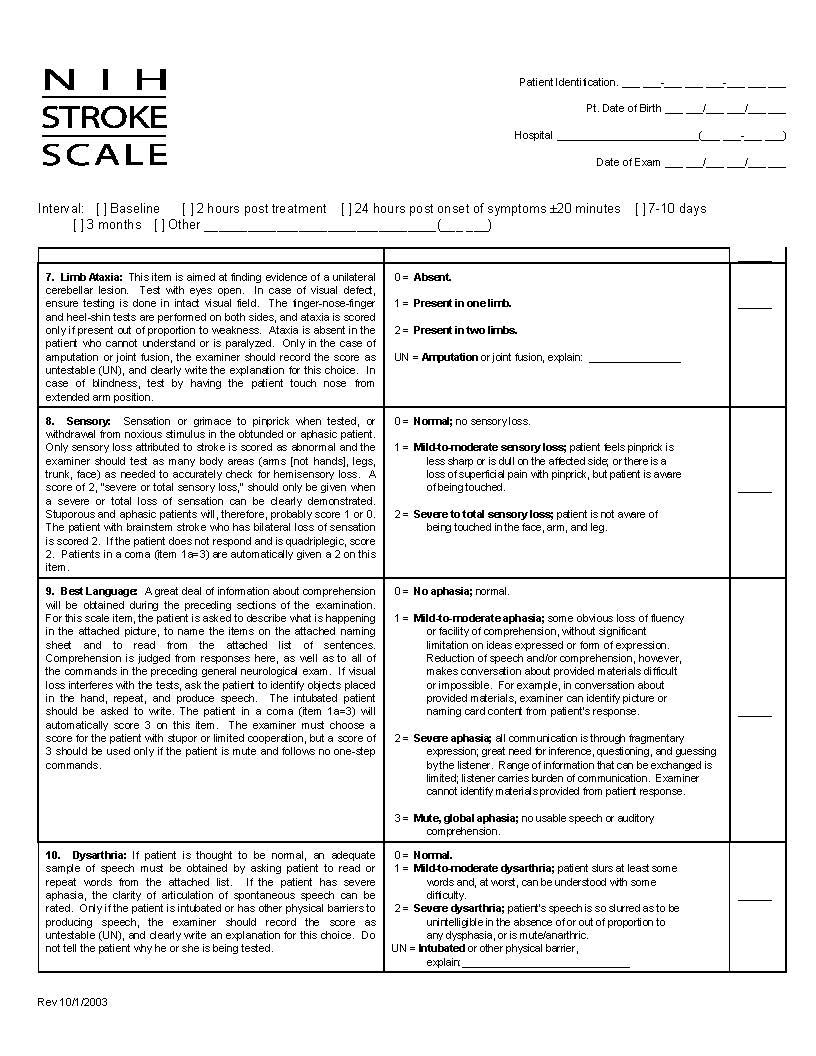 N I H
STROKE
SCALE
Patient Identification. ___ ___-___ ___ ___-___ ___ ___
Pt. Date of Birth ___ ___/___ ___/___ ___
Hospital ________________________(___ ___-___ ___)
Date of Exam ___ ___/___ ___/___ ___
Interval: [ ] Baseline [ ] 2 hours post treatment [ ] 24 hours post onset of symptoms ±20 minutes [ ] 7-10 days
[ ] 3 months [ ] Other ________________________________(___ ___)
7. Limb Ataxia: This item is aimed at finding evidence of a unilateral
cerebellar lesion. Test with eyes open. In case of visual defect,
ensure testing is done in intact visual field. The finger-nose-finger
and heel-shin tests are performed on both sides, and ataxia is scored
only if present out of proportion to weakness. Ataxia is absent in the
patient who cannot understand or is paralyzed. Only in the case of
amputation or joint fusion, the examiner should record the score as
untestable (UN), and clearly write the explanation for this choice. In
case of blindness, test by having the patient touch nose from
extended arm position.
0 = Absent.
1 = Present in one limb.
2 = Present in two limbs.
UN = Amputation or joint fusion, explain: ________________
______
8. Sensory: Sensation or grimace to pinprick when tested, or
withdrawal from noxious stimulus in the obtunded or aphasic patient.
Only sensory loss attributed to stroke is scored as abnormal and the
examiner should test as many body areas (arms [not hands], legs,
trunk, face) as needed to accurately check for hemisensory loss. A
score of 2, "severe or total sensory loss," should only be given when
a severe or total loss of sensation can be clearly demonstrated.
Stuporous and aphasic patients will, therefore, probably score 1 or 0.
The patient with brainstem stroke who has bilateral loss of sensation
is scored 2. If the patient does not respond and is quadriplegic, score
2. Patients in a coma (item 1a=3) are automatically given a 2 on this
item.
0 = Normal; no sensory loss.
1 = Mild-to-moderate sensory loss; patient feels pinprick is
less sharp or is dull on the affected side; or there is a
loss of superficial pain with pinprick, but patient is aware
of being touched.
2 = Severe to total sensory loss; patient is not aware of
being touched in the face, arm, and leg.
______
9. Best Language: A great deal of information about comprehension
will be obtained during the preceding sections of the examination.
For this scale item, the patient is asked to describe what is happening
in the attached picture, to name the items on the attached naming
sheet and to read from the attached list of sentences.
Comprehension is judged from responses here, as well as to all of
the commands in the preceding general neurological exam. If visual
loss interferes with the tests, ask the patient to identify objects placed
in the hand, repeat, and produce speech. The intubated patient
should be asked to write. The patient in a coma (item 1a=3) will
automatically score 3 on this item. The examiner must choose a
score for the patient with stupor or limited cooperation, but a score of
3 should be used only if the patient is mute and follows no one-step
commands.
0 = No aphasia; normal.
1 = Mild-to-moderate aphasia; some obvious loss of fluency
or facility of comprehension, without significant
limitation on ideas expressed or form of expression.
Reduction of speech and/or comprehension, however,
makes conversation about provided materials difficult
or impossible. For example, in conversation about
provided materials, examiner can identify picture or
naming card content from patient's response.
2 = Severe aphasia; all communication is through fragmentary
expression; great need for inference, questioning, and guessing
by the listener. Range of information that can be exchanged is
limited; listener carries burden of communication. Examiner
cannot identify materials provided from patient response.
3 = Mute, global aphasia; no usable speech or auditory
comprehension.
______
10. Dysarthria: If patient is thought to be normal, an adequate
sample of speech must be obtained by asking patient to read or
repeat words from the attached list. If the patient has severe
aphasia, the clarity of articulation of spontaneous speech can be
rated. Only if the patient is intubated or has other physical barriers to
producing speech, the examiner should record the score as
untestable (UN), and clearly write an explanation for this choice. Do
not tell the patient why he or she is being tested.
0 = Normal.
1 = Mild-to-moderate dysarthria; patient slurs at least some
words and, at worst, can be understood with some
difficulty.
2 = Severe dysarthria; patient's speech is so slurred as to be
unintelligible in the absence of or out of proportion to
any dysphasia, or is mute/anarthric.
UN = Intubated or other physical barrier,
explain:______________________________
______
Rev 10/1/2003